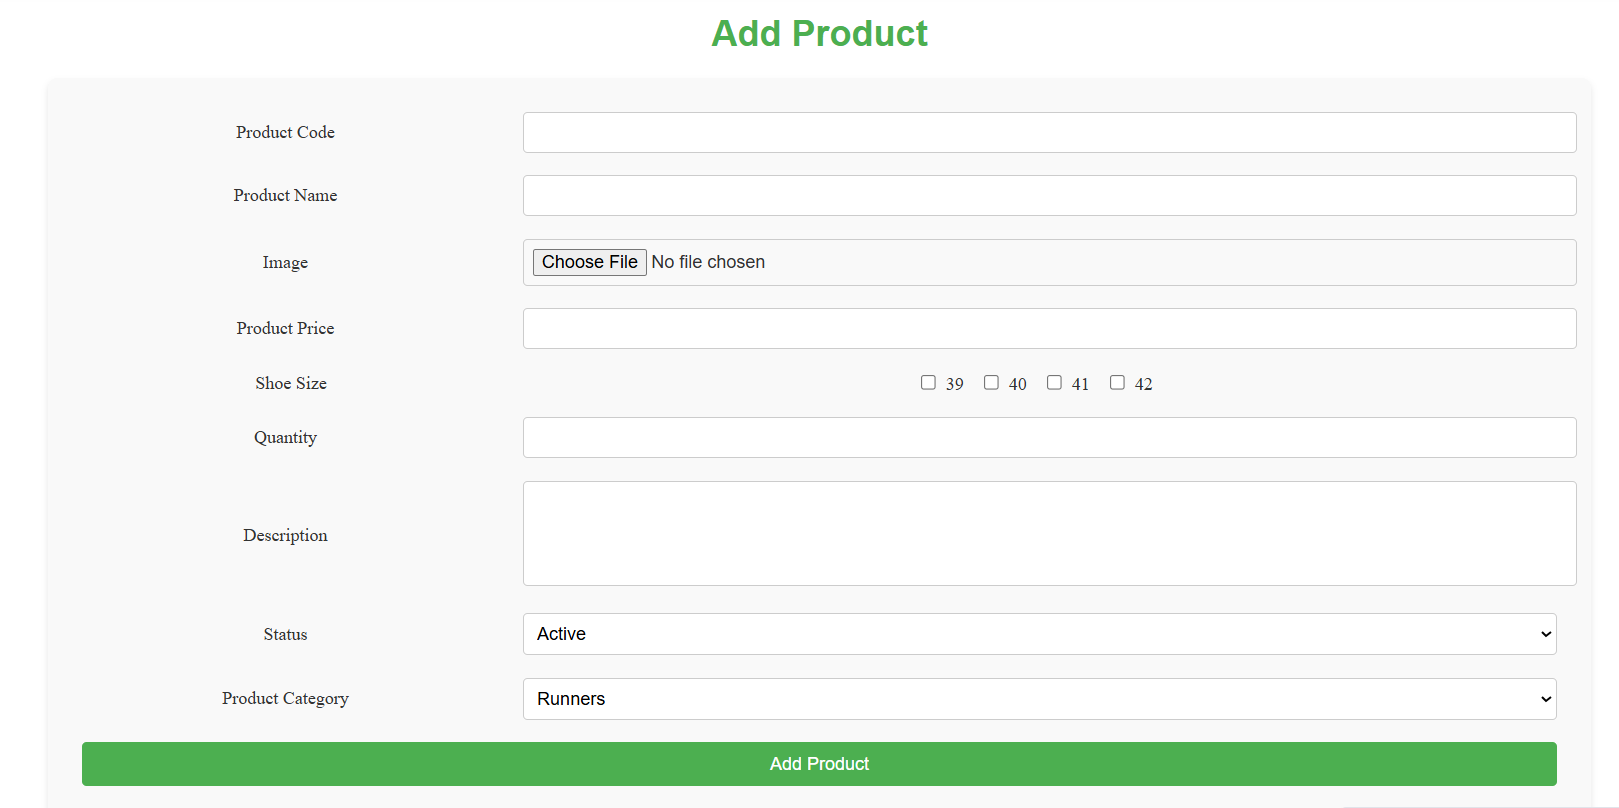 Add Product
Product Code
Product Name
Image Choose File No file chosen
Product Price
Shoe Size 39 40 41 42
Quantity
Description
Status Active
Product Category Runners
Add Product